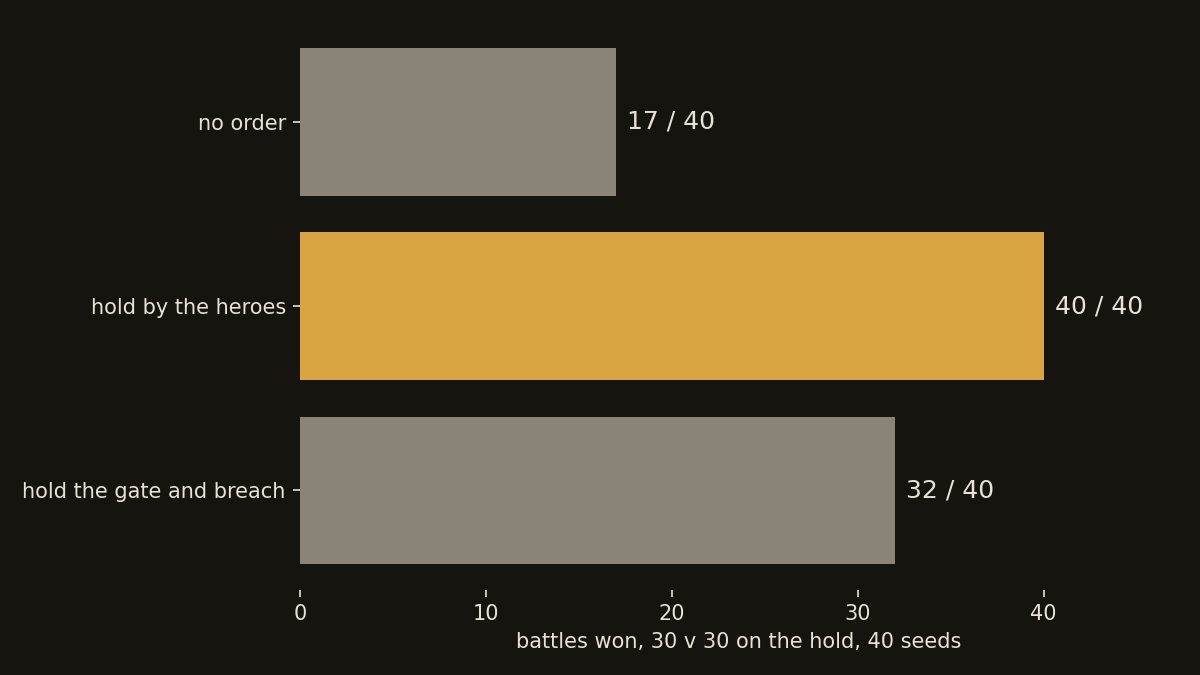 no order
17 / 40
hold by the heroes
40 / 40
hold the gate and breach
32 / 40
0 10 20 30 40
battles won, 30 v 30 on the hold, 40 seeds